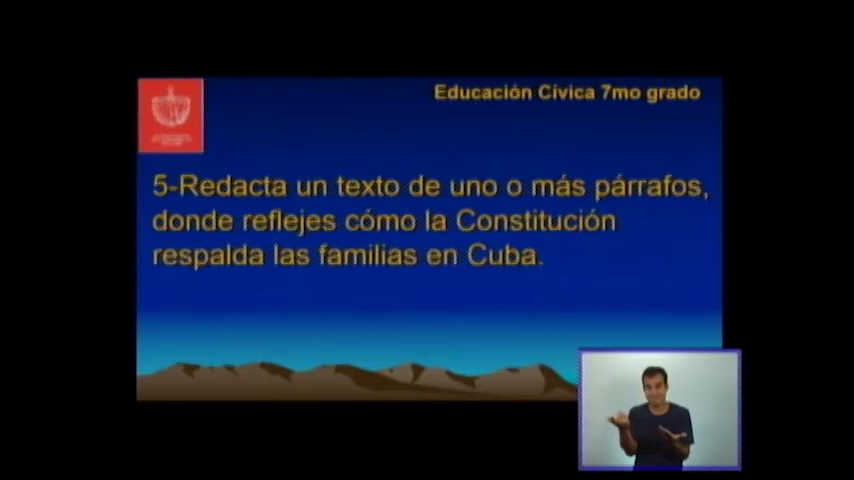 Educación Cívica 7mo grado
5-Redacta un texto de uno o más párrafos,
donde reflejes cómo la Constitución
respalda las familias en Cuba.